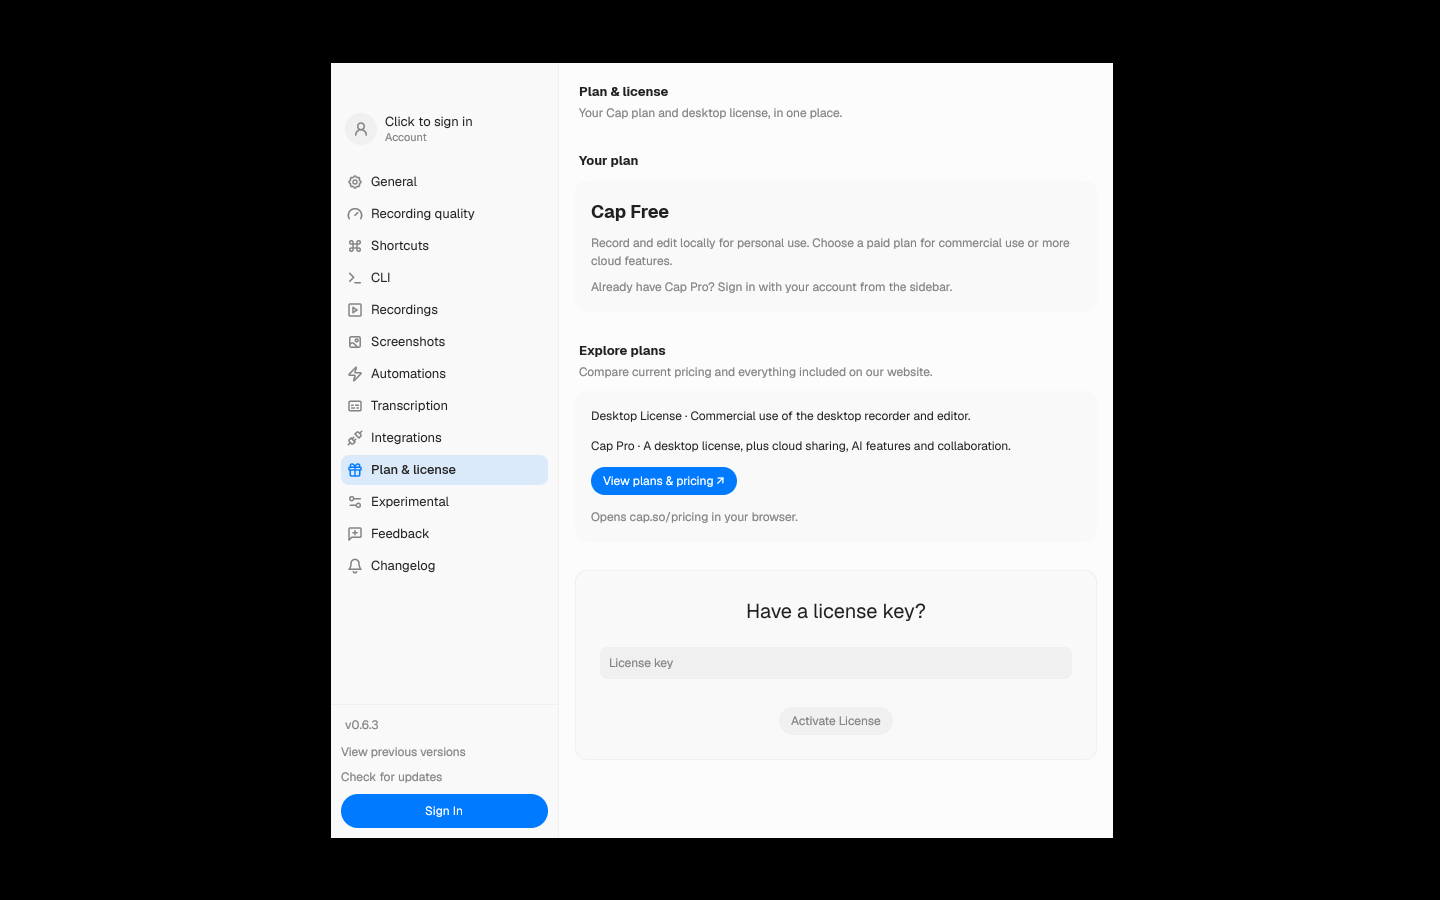 Click to sign in
Account
General
Recording quality
Shortcuts
CLI
Recordings
Screenshots
Automations
Transcription
Integrations
Plan & license
Experimental
Feedback
Changelog
v0.6.3
View previous versions
Check for updates
Sign In
Plan & license
Your Cap plan and desktop license, in one place.
Your plan
Cap Free
Record and edit locally for personal use. Choose a paid plan for commercial use or more
cloud features.
Already have Cap Pro? Sign in with your account from the sidebar.
Explore plans
Compare current pricing and everything included on our website.
Desktop License · Commercial use of the desktop recorder and editor.
Cap Pro · A desktop license, plus cloud sharing, AI features and collaboration.
View plans & pricing ↗
Opens cap.so/pricing in your browser.
Have a license key?
License key
Activate License